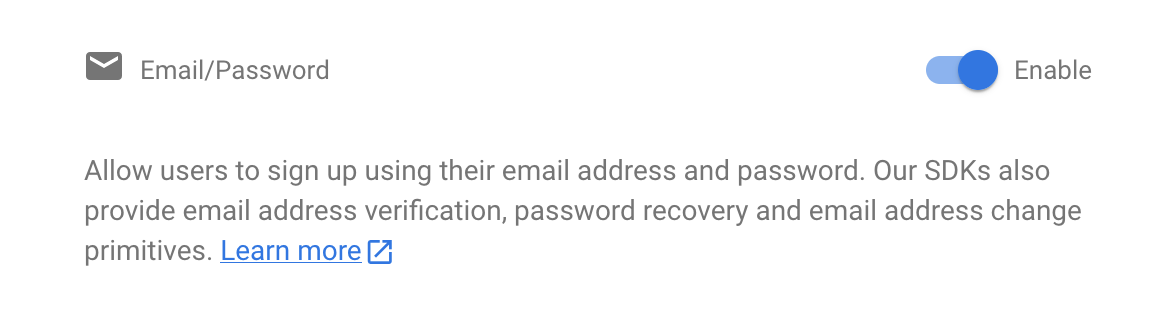 Email/Password
Enable
Allow users to sign up using their email address and password. Our SDKs also
provide email address verification, password recovery and email address change
primitives. Learn more